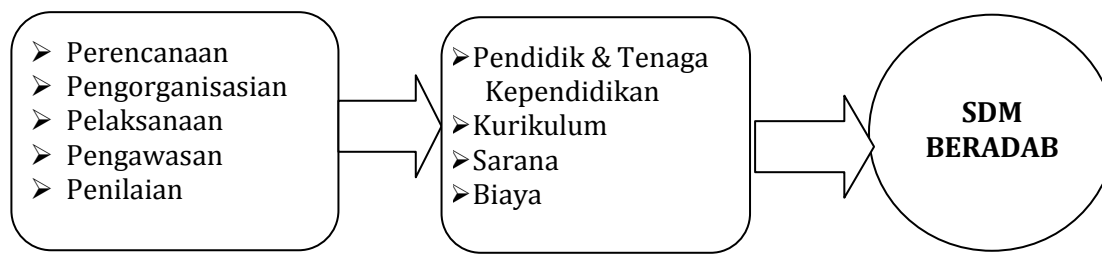 ➢ Perencanaan
➢ Pengorganisasian
➢ Pelaksanaan
➢ Pengawasan
➢ Penilaian
➢ Pendidik & Tenaga
Kependidikan
➢ Kurikulum
➢ Sarana
➢ Biaya
SDM
BERADAB